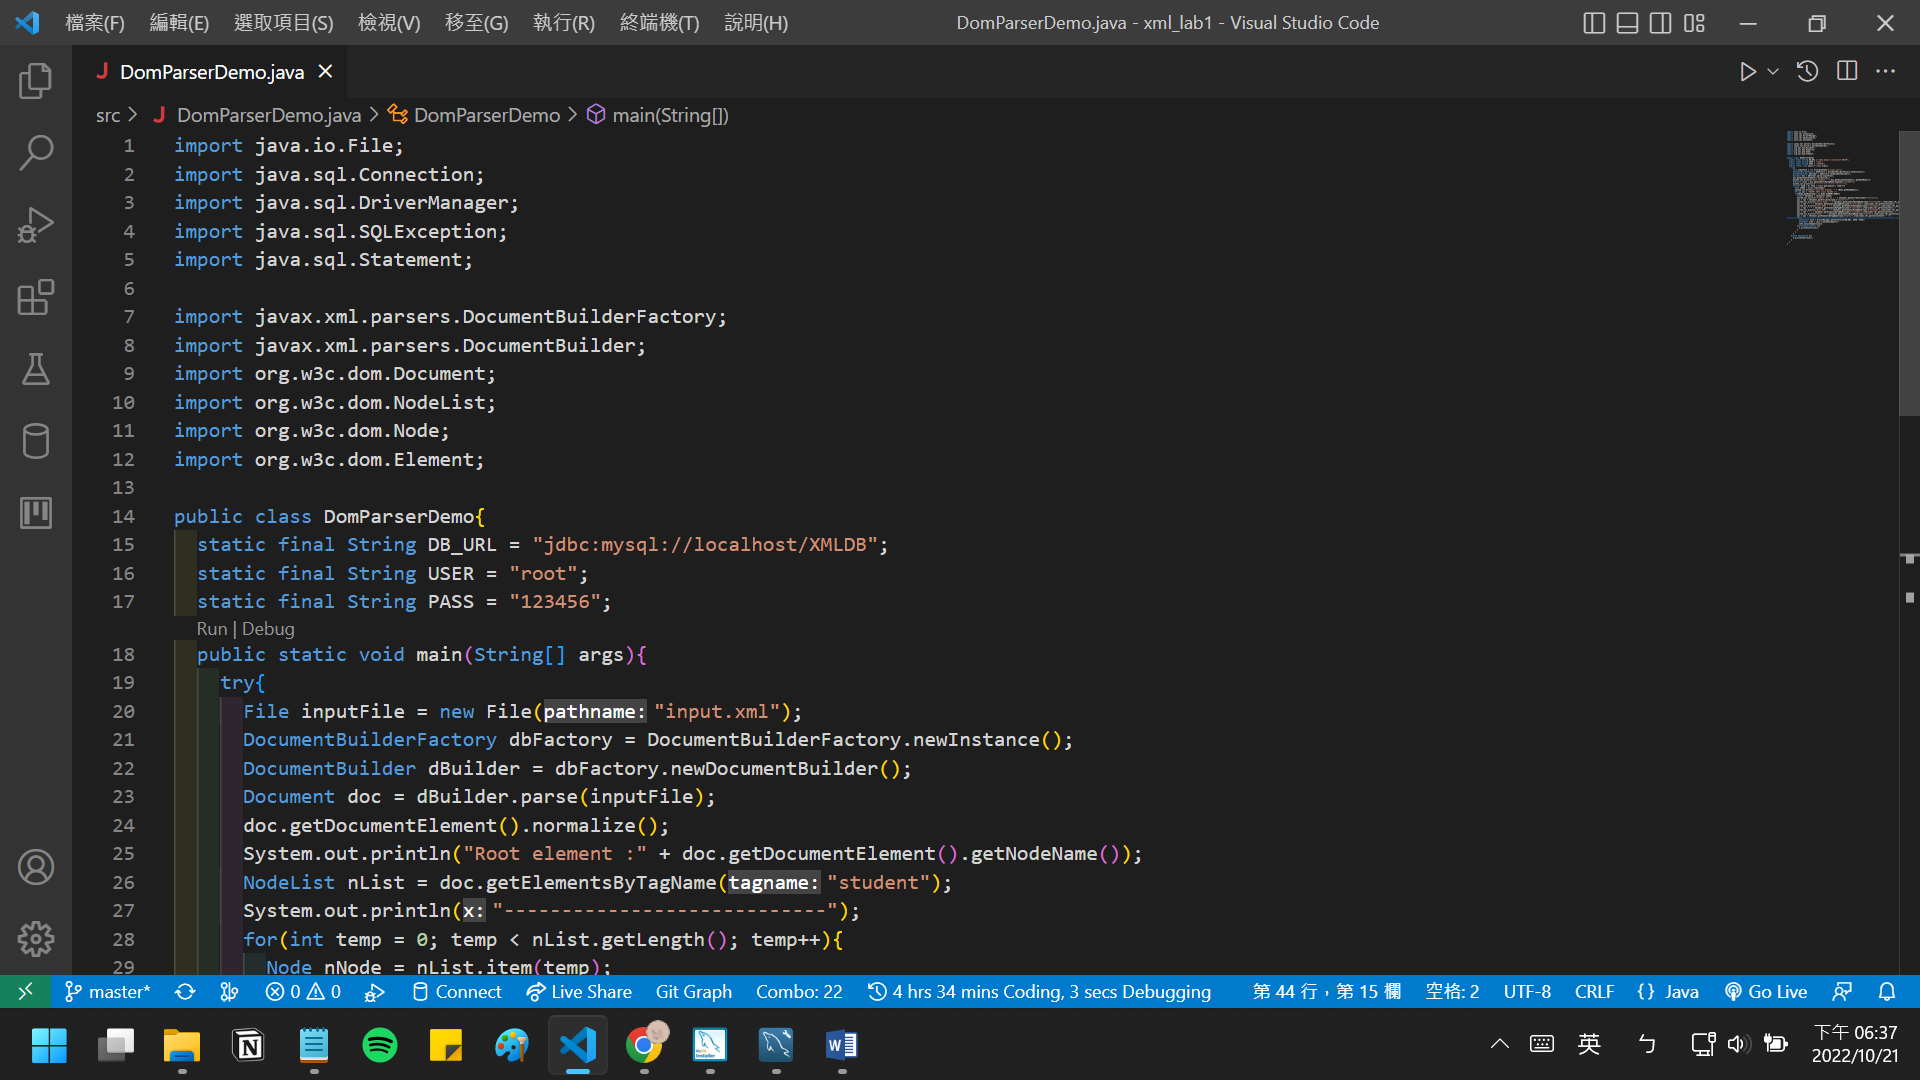 檔案(F) 編輯(E) 選取項目(S) 檢視(V) 移至(G) 執行(R) 終端機(T) 說明(H) DomParserDemo.java - xml_lab1 - Visual Studio Code
J DomParserDemo.java
src > J DomParserDemo.java > DomParserDemo > main(String[])
1 import java.io.File;
2 import java.sql.Connection;
3 import java.sql.DriverManager;
4 import java.sql.SQLException;
5 import java.sql.Statement;
6
7 import javax.xml.parsers.DocumentBuilderFactory;
8 import javax.xml.parsers.DocumentBuilder;
9 import org.w3c.dom.Document;
10 import org.w3c.dom.NodeList;
11 import org.w3c.dom.Node;
12 import org.w3c.dom.Element;
13
14 public class DomParserDemo{
15 static final String DB_URL = "jdbc:mysql://localhost/XMLDB";
16 static final String USER = "root";
17 static final String PASS = "123456";
Run | Debug
18 public static void main(String[] args){
19 try{
20 File inputFile = new File(pathname: "input.xml");
21 DocumentBuilderFactory dbFactory = DocumentBuilderFactory.newInstance();
22 DocumentBuilder dBuilder = dbFactory.newDocumentBuilder();
23 Document doc = dBuilder.parse(inputFile);
24 doc.getDocumentElement().normalize();
25 System.out.println("Root element :" + doc.getDocumentElement().getNodeName());
26 NodeList nList = doc.getElementsByTagName(tagname: "student");
27 System.out.println(x: "----------------------------");
28 for(int temp = 0; temp < nList.getLength(); temp++){
29 Node nNode = nList.item(temp);
master* 0 0 Connect Live Share Git Graph Combo: 22 4 hrs 34 mins Coding, 3 secs Debugging 第 44 行，第 15 欄 空格: 2 UTF-8 CRLF {} Java Go Live
英 ㄅ 下午 06:37
2022/10/21